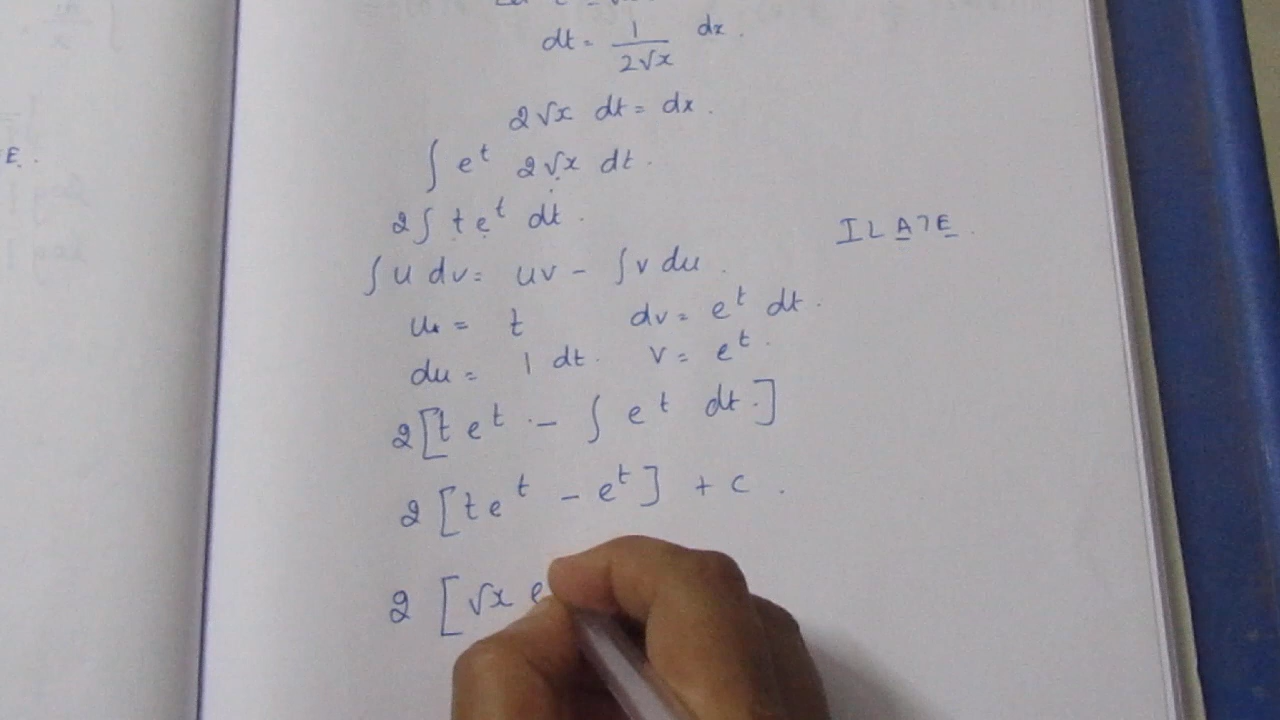 dt = 1/2√x dx.
2√x dt = dx.
∫ e^t 2√x dt.
2∫ t e^t dt.
ILATE.
∫ u dv = uv - ∫ v du.
u = t dv = e^t dt.
du = 1 dt. v = e^t.
2[t e^t - ∫ e^t dt.]
2[t e^t - e^t] + c.
2[√x e
E.